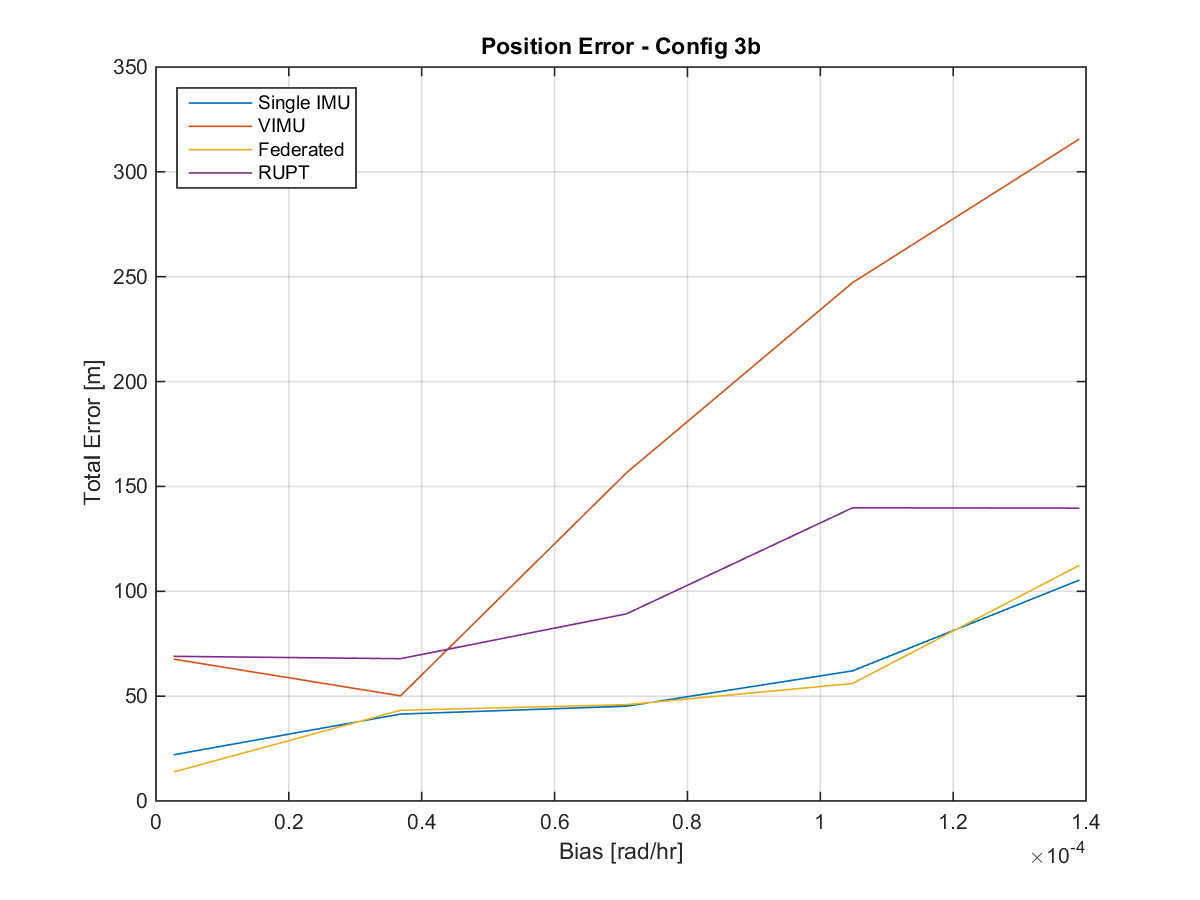 Position Error - Config 3b
350
300
250
200
150
100
50
0
Total Error [m]
Single IMU
VIMU
Federated
RUPT
0 0.2 0.4 0.6 0.8 1 1.2 1.4
Bias [rad/hr]
×10-4